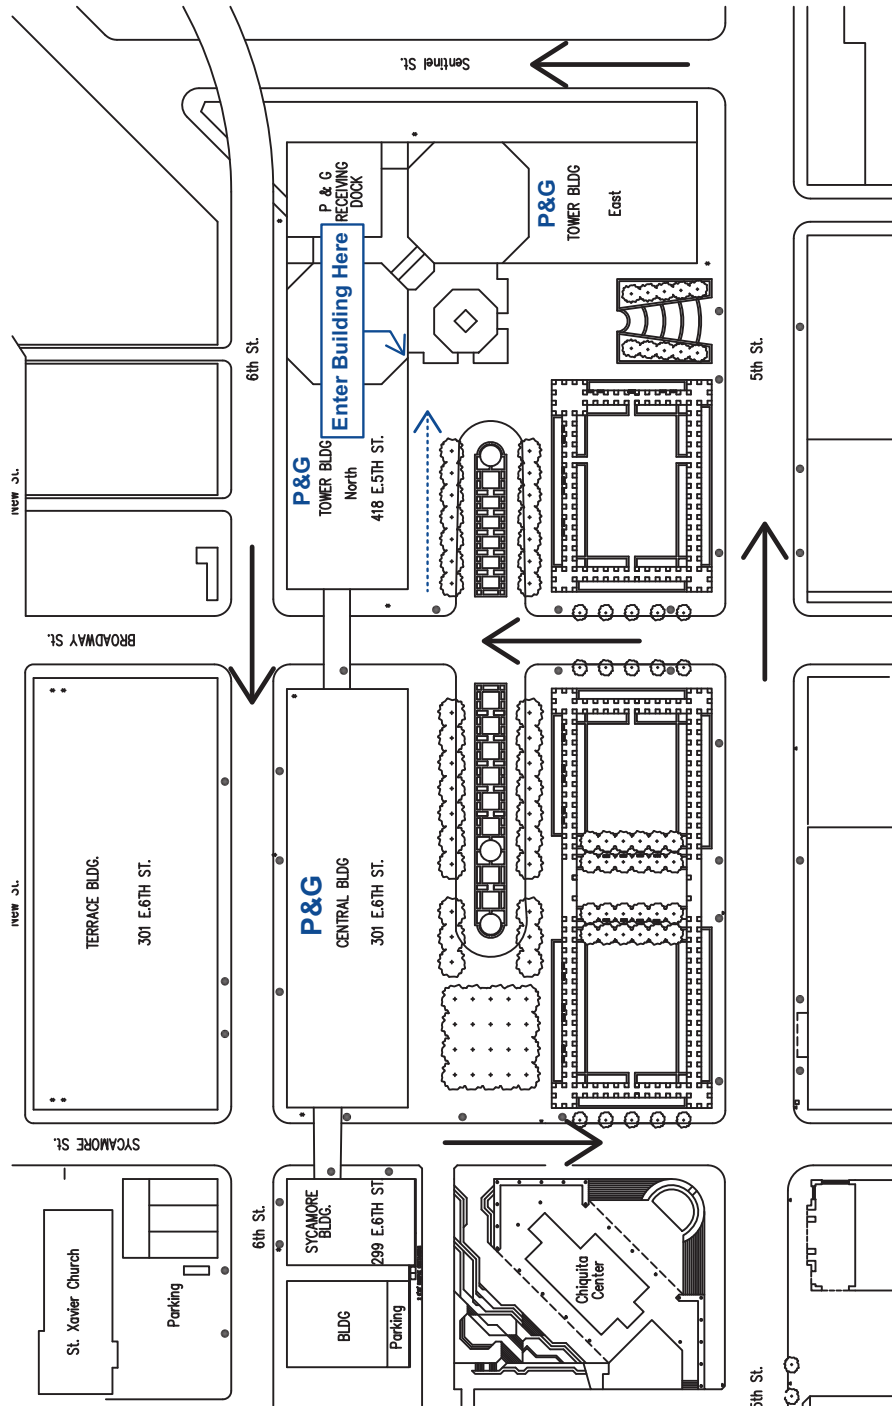 Sentinel St.
P & G
RECEIVING
DOCK
P&G
TOWER BLDG
East
Enter Building Here
6th St.
5th St.
P&G
TOWER BLDG
North
418 E.5TH ST.
New St.
BROADWAY St.
TERRACE BLDG.
301 E.6TH ST.
P&G
CENTRAL BLDG
301 E.6TH ST.
New St.
SYCAMORE St.
6th St.
SYCAMORE
BLDG.
299 E.6TH ST.
St. Xavier Church
Parking
BLDG
Parking
Chiquita
Center
5th St.